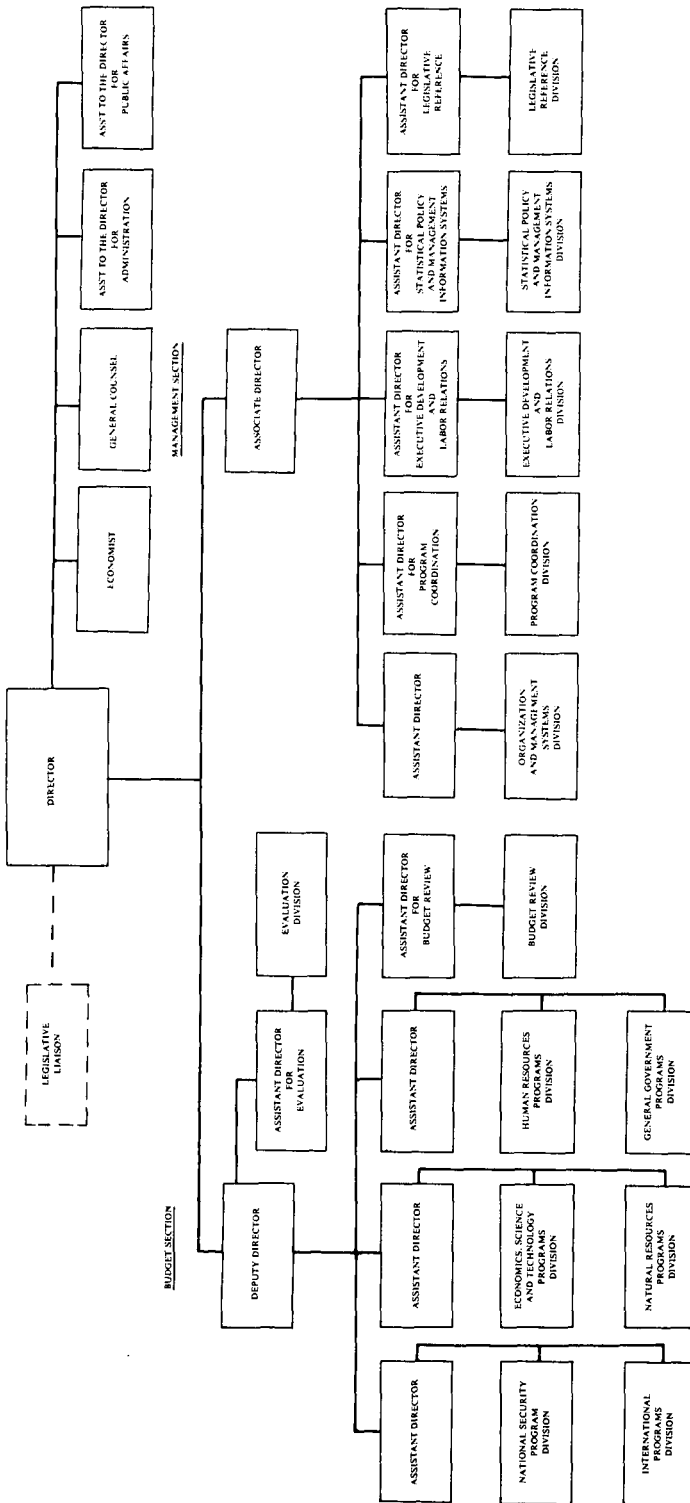 LEGISLATIVE
LIAISON
DIRECTOR
ECONOMIST
GENERAL COUNSEL
ASS'T TO THE DIRECTOR
FOR
ADMINISTRATION
ASS'T TO THE DIRECTOR
FOR
PUBLIC AFFAIRS
BUDGET SECTION
MANAGEMENT SECTION
DEPUTY DIRECTOR
ASSISTANT DIRECTOR
FOR
EVALUATION
EVALUATION
DIVISION
ASSOCIATE DIRECTOR
ASSISTANT DIRECTOR
ASSISTANT DIRECTOR
ASSISTANT DIRECTOR
ASSISTANT DIRECTOR
FOR
BUDGET REVIEW
ASSISTANT DIRECTOR
ASSISTANT DIRECTOR
FOR
PROGRAM
COORDINATION
ASSISTANT DIRECTOR
FOR
EXECUTIVE DEVELOPMENT
AND
LABOR RELATIONS
ASSISTANT DIRECTOR
FOR
STATISTICAL POLICY
AND MANAGEMENT
INFORMATION SYSTEMS
ASSISTANT DIRECTOR
FOR
LEGISLATIVE
REFERENCE
NATIONAL SECURITY
PROGRAM
DIVISION
ECONOMICS, SCIENCE
AND TECHNOLOGY
PROGRAMS
DIVISION
HUMAN RESOURCES
PROGRAMS
DIVISION
BUDGET REVIEW
DIVISION
ORGANIZATION
AND MANAGEMENT
SYSTEMS
DIVISION
PROGRAM COORDINATION
DIVISION
EXECUTIVE DEVELOPMENT
AND
LABOR RELATIONS
DIVISION
STATISTICAL POLICY
AND MANAGEMENT
INFORMATION SYSTEMS
DIVISION
LEGISLATIVE
REFERENCE
DIVISION
INTERNATIONAL
PROGRAMS
DIVISION
NATURAL RESOURCES
PROGRAMS
DIVISION
GENERAL GOVERNMENT
PROGRAMS
DIVISION